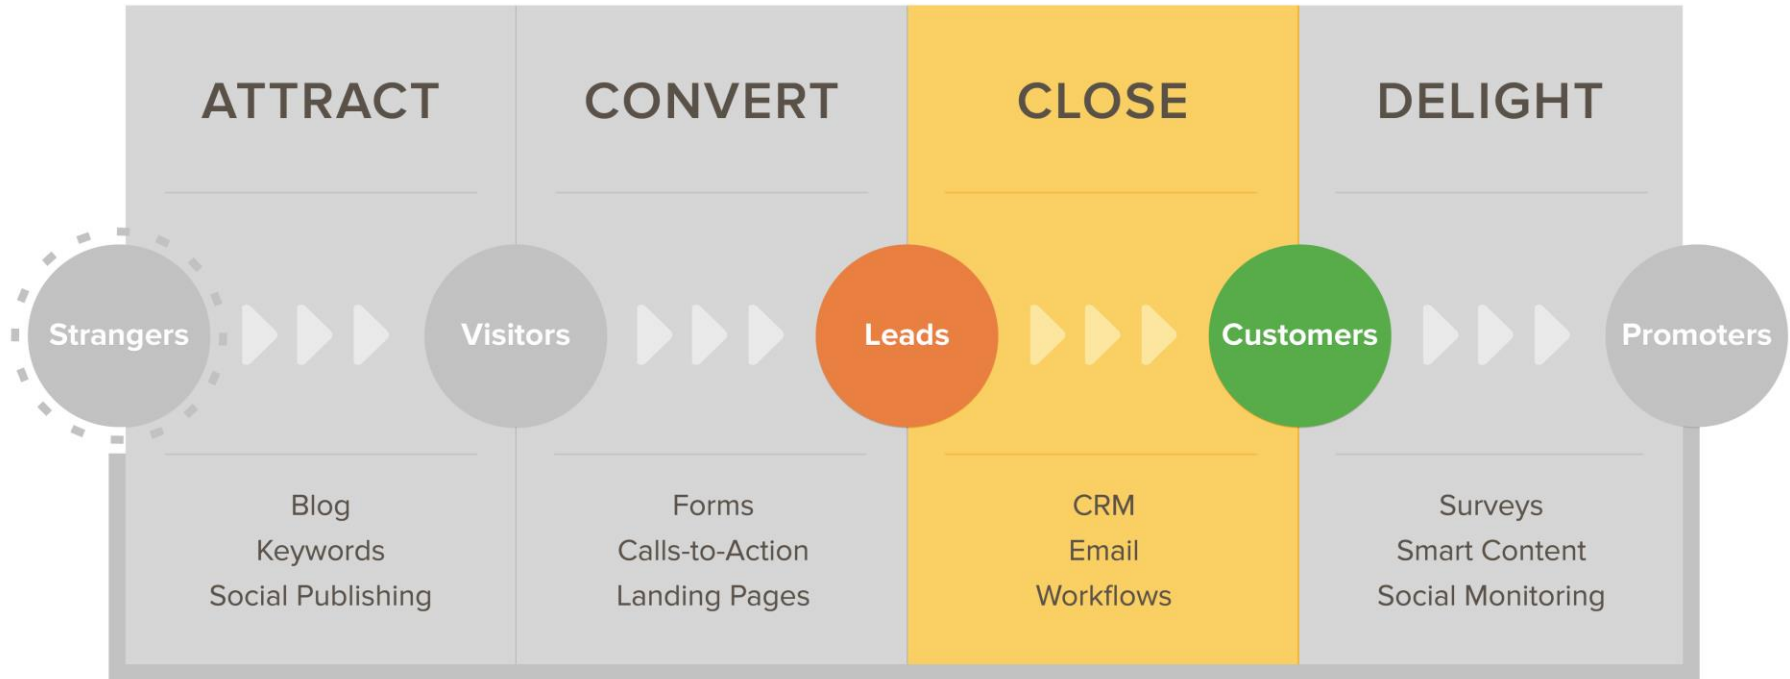 ATTRACT
CONVERT
CLOSE
DELIGHT
Strangers
Visitors
Leads
Customers
Promoters
Blog
Keywords
Social Publishing
Forms
Calls-to-Action
Landing Pages
CRM
Email
Workflows
Surveys
Smart Content
Social Monitoring